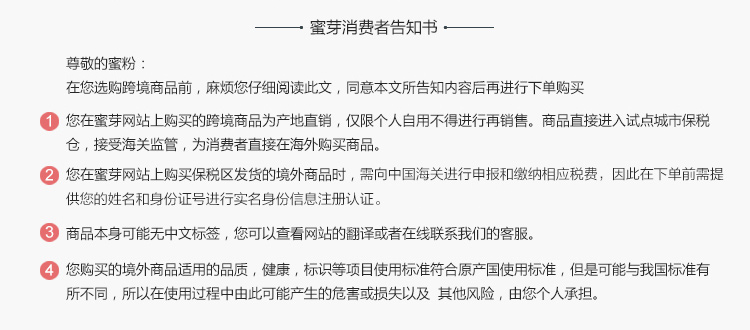 蜜芽消费者告知书
尊敬的蜜粉：
在您选购跨境商品前，麻烦您仔细阅读此文，同意本文所告知内容后再进行下单购买
1 您在蜜芽网站上购买的跨境商品为产地直销，仅限个人自用不得进行再销售。商品直接进入试点城市保税
仓，接受海关监管，为消费者直接在海外购买商品。
2 您在蜜芽网站上购买保税区发货的境外商品时，需向中国海关进行申报和缴纳相应税费，因此在下单前需提
供您的姓名和身份证号进行实名身份信息注册认证。
3 商品本身可能无中文标签，您可以查看网站的翻译或者在线联系我们的客服。
4 您购买的境外商品适用的品质，健康，标识等项目使用标准符合原产国使用标准，但是可能与我国标准有
所不同，所以在使用过程中由此可能产生的危害或损失以及 其他风险，由您个人承担。